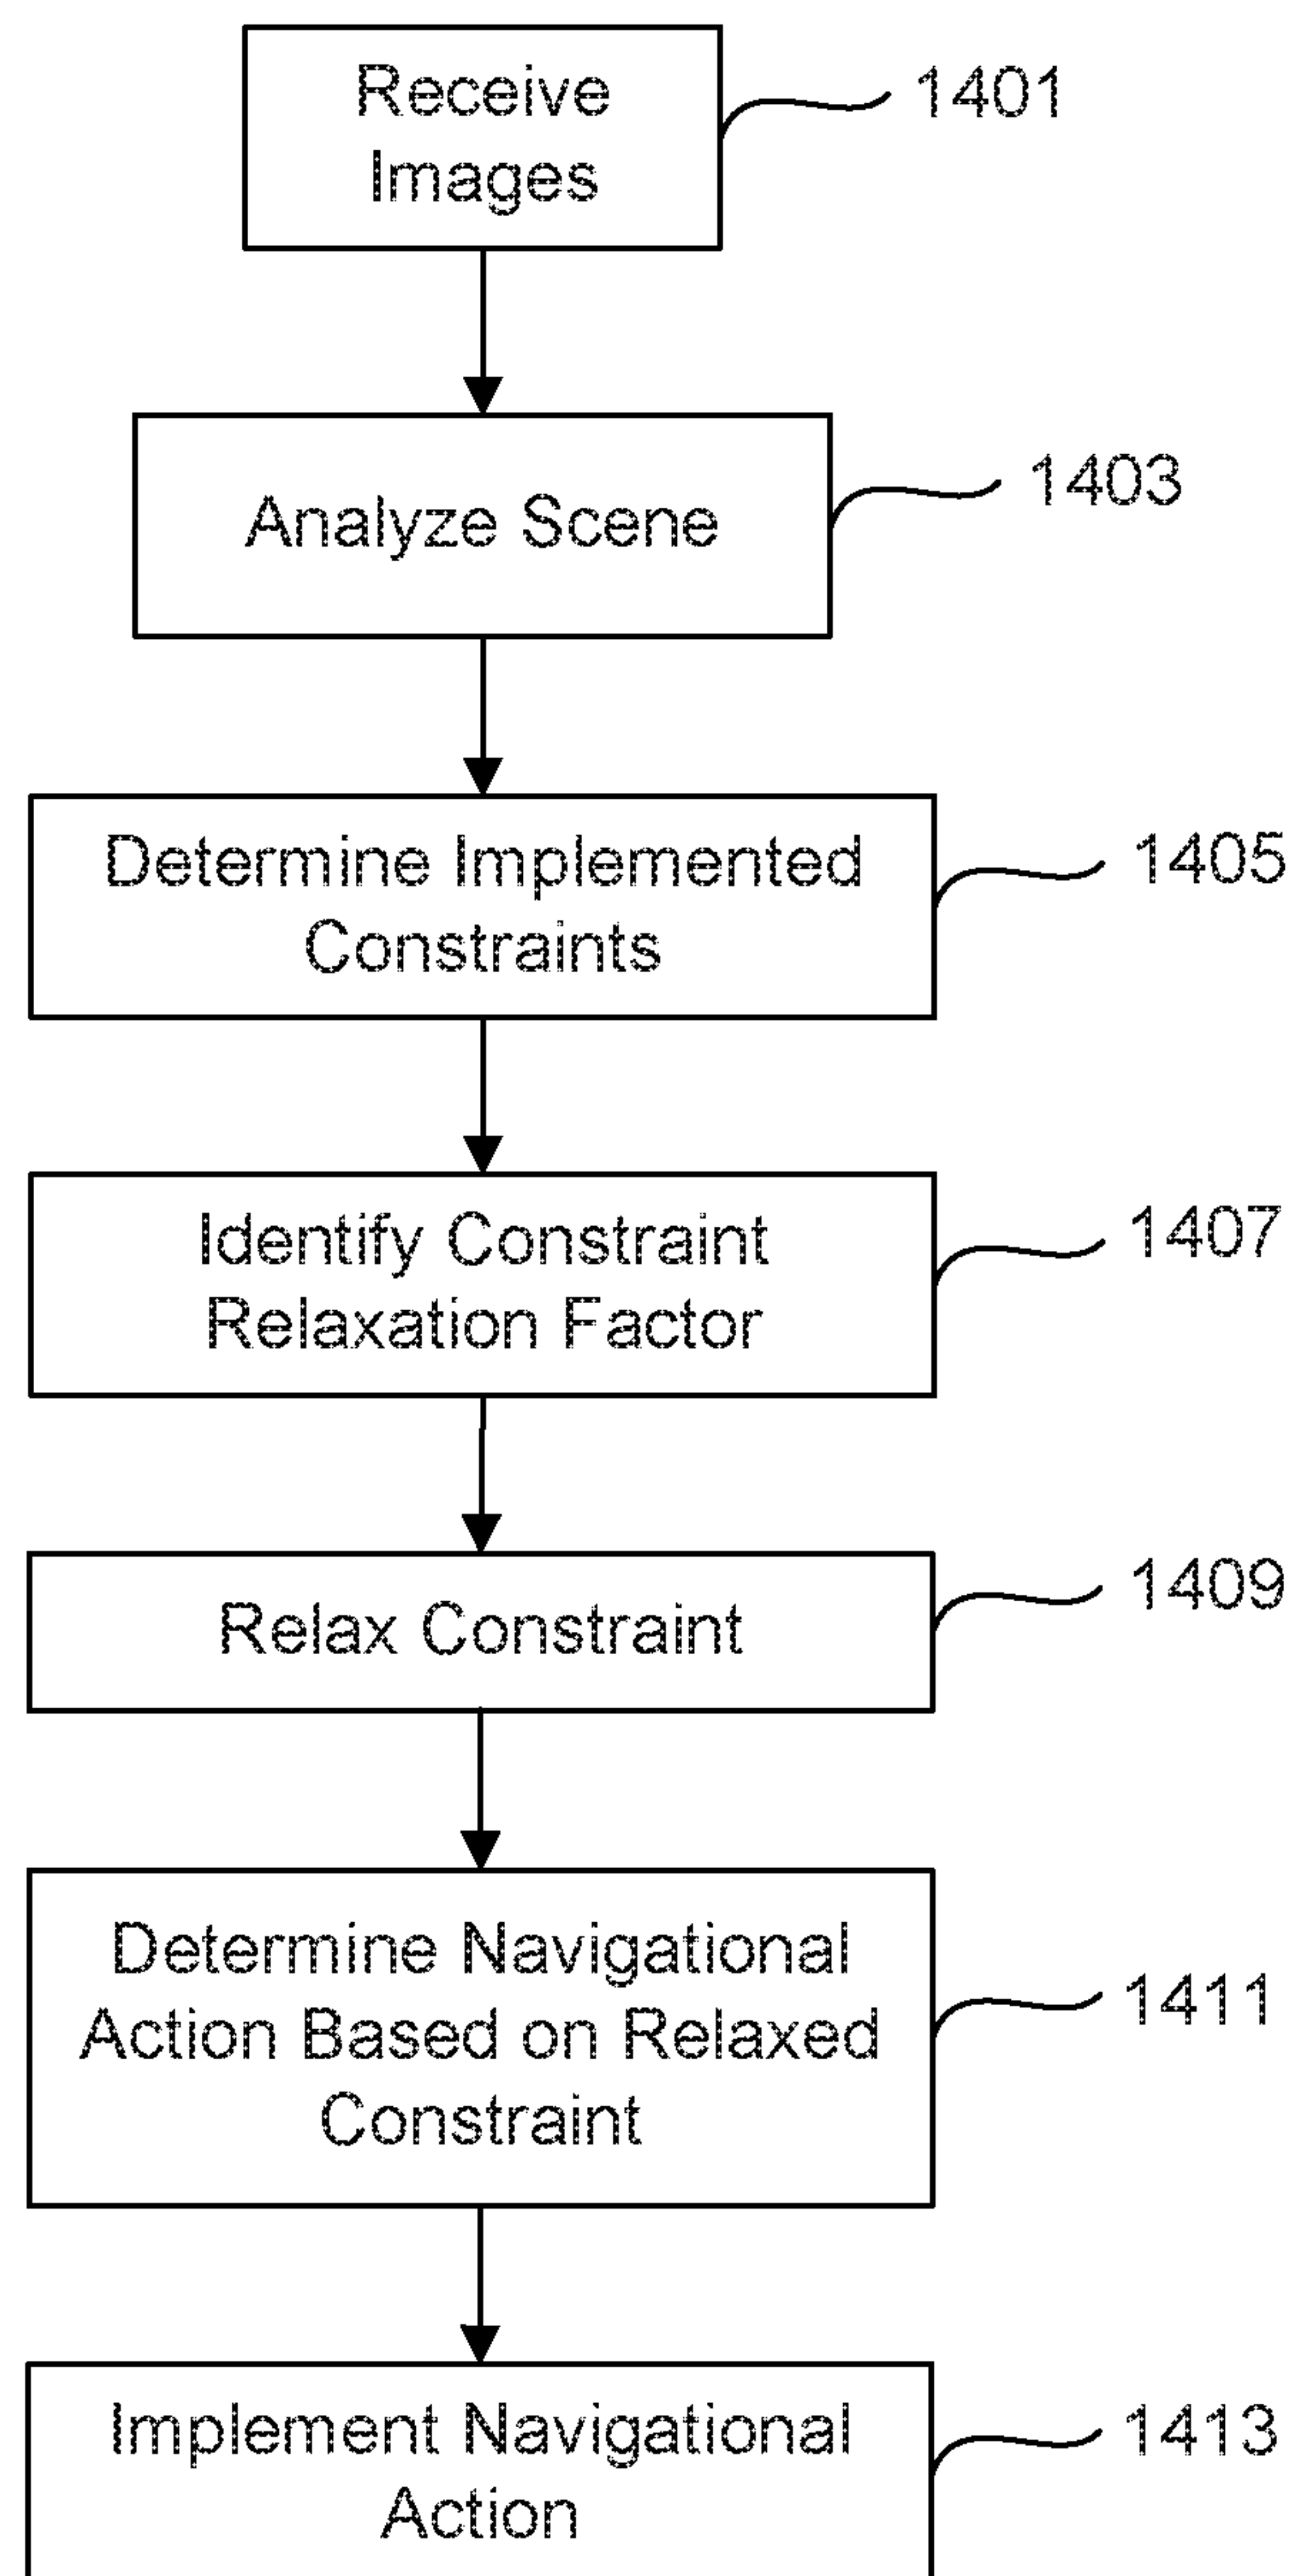 Receive
Images
1401
Analyze Scene
1403
Determine Implemented
Constraints
1405
Identify Constraint
Relaxation Factor
1407
Relax Constraint
1409
Determine Navigational
Action Based on Relaxed
Constraint
1411
Implement Navigational
Action
1413